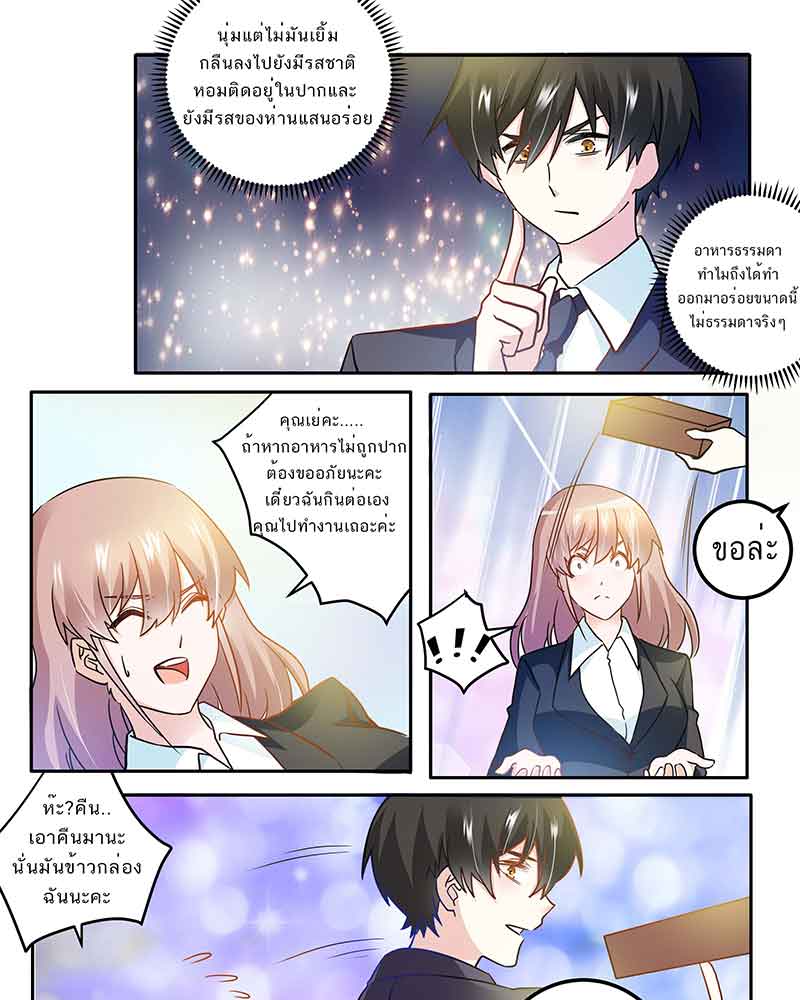 นุ่มแต่ไม่มันเยิ้ม
กลืนลงไปยังมีรสชาติ
หอมติดอยู่ในปากและ
ยังมีรสของห่านแสนอร่อย
อาหารธรรมดา
ทำไมถึงได้ทำ
ออกมาอร่อยขนาดนี้
ไม่ธรรมดาจริงๆ
คุณเย่คะ.....
ถ้าหากอาหารไม่ถูกปาก
ต้องขออภัยนะคะ
เดี๋ยวฉันกินต่อเอง
คุณไปทำงานเถอะค่ะ
ขอล่ะ
!!!
ห๊ะ?คืน..
เอาคืนมานะ
นั่นมันข้าวกล่อง
ฉันนะคะ